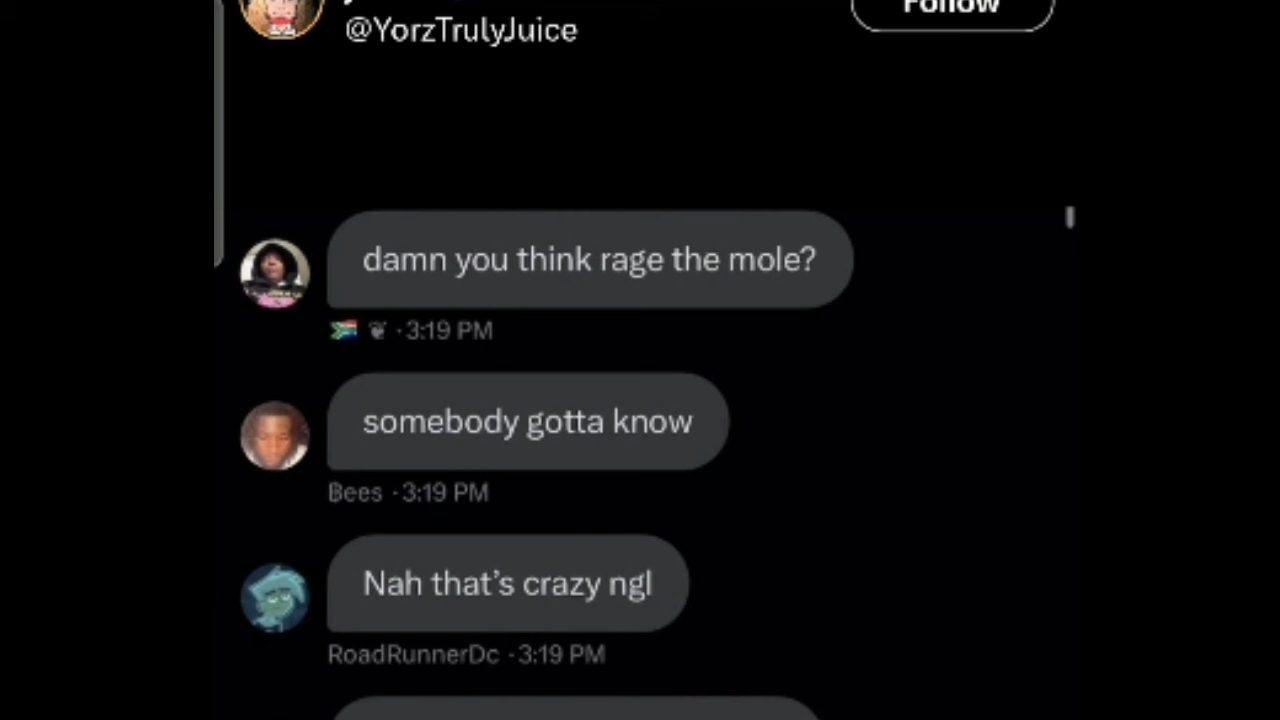 Follow
@YorzTrulyJuice
damn you think rage the mole?
🇿🇦 ❦ · 3:19 PM
somebody gotta know
Bees · 3:19 PM
Nah that’s crazy ngl
RoadRunnerDc · 3:19 PM